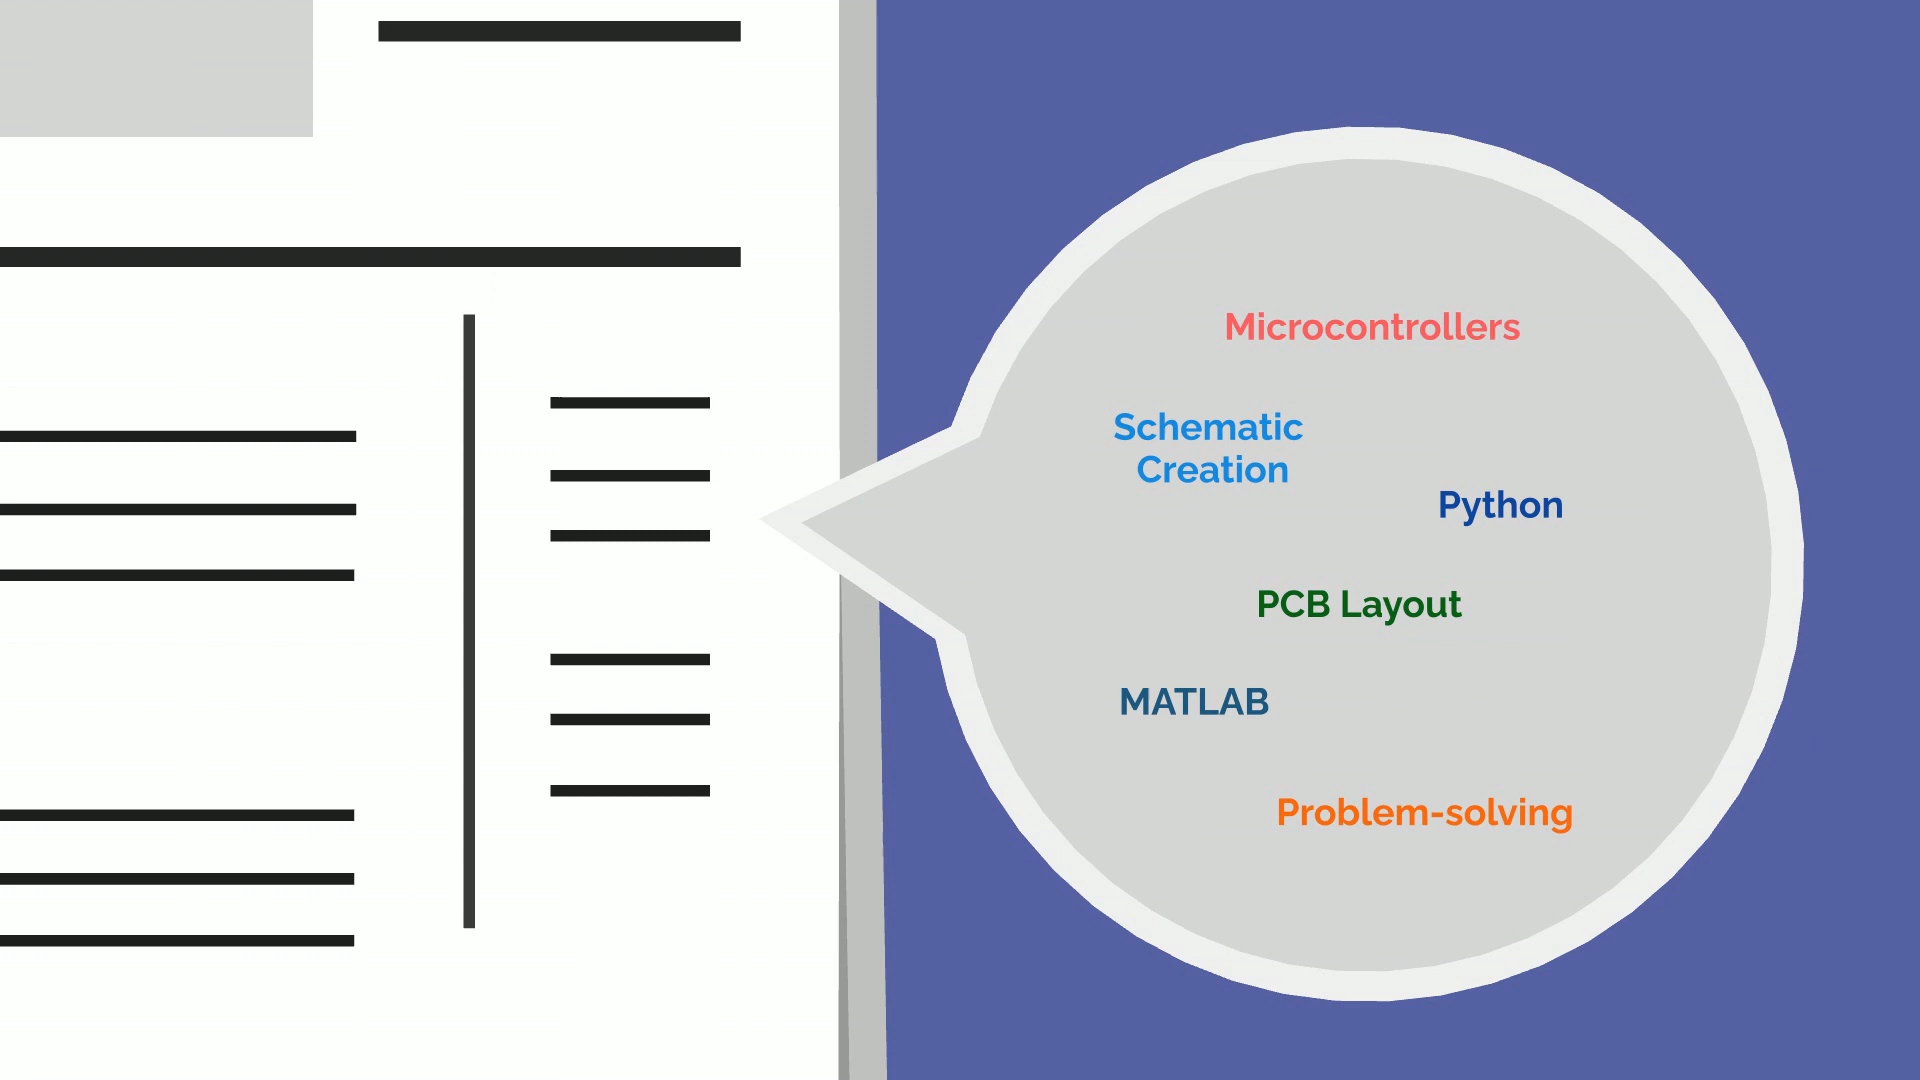 Microcontrollers
Schematic
Creation
Python
PCB Layout
MATLAB
Problem-solving